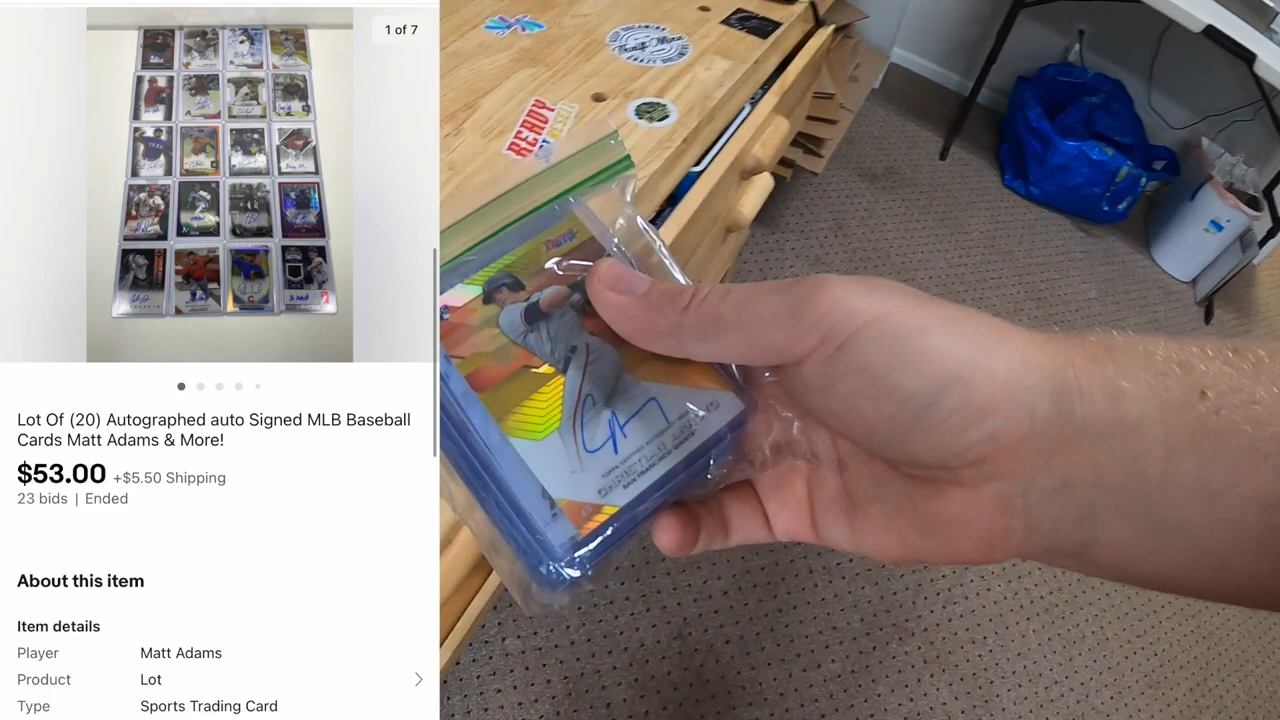 1 of 7
Lot Of (20) Autographed auto Signed MLB Baseball
Cards Matt Adams & More!
$53.00 +$5.50 Shipping
23 bids | Ended
About this item
Item details
Player Matt Adams
Product Lot
Type Sports Trading Card
READY
SAN FRANCISCO GIANTS